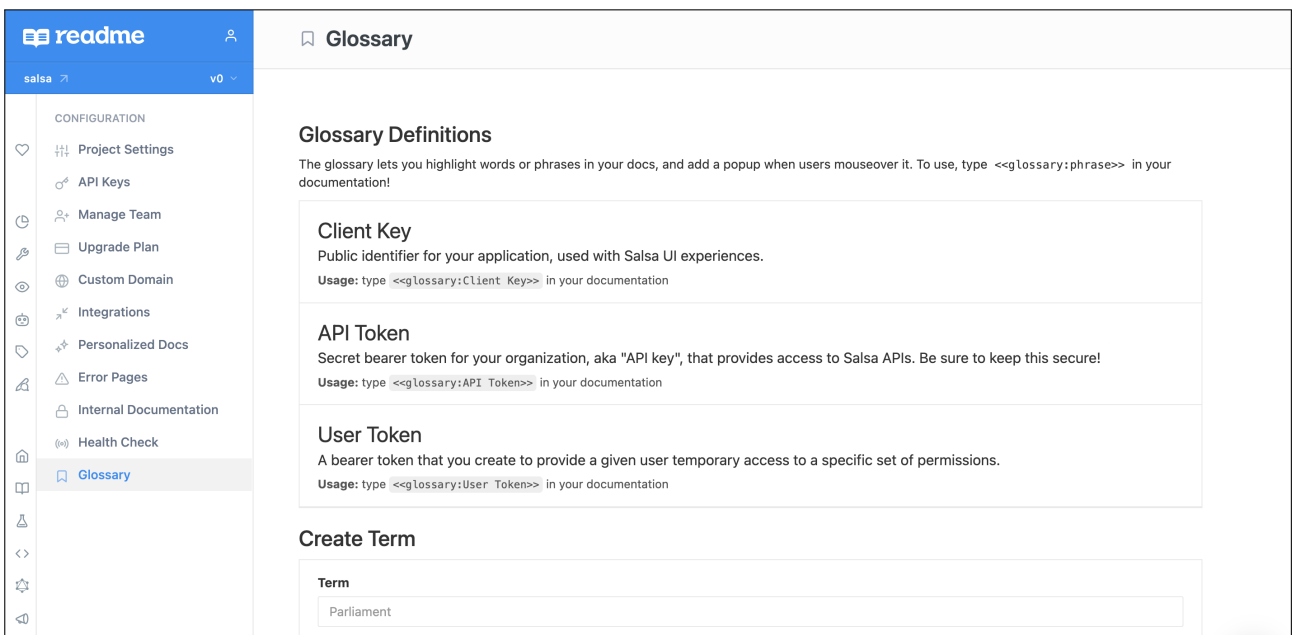 readme
salsa
v0
CONFIGURATION
Project Settings
API Keys
Manage Team
Upgrade Plan
Custom Domain
Integrations
Personalized Docs
Error Pages
Internal Documentation
Health Check
Glossary
Glossary
Glossary Definitions
The glossary lets you highlight words or phrases in your docs, and add a popup when users mouseover it. To use, type <<glossary:phrase>> in your
documentation!
Client Key
Public identifier for your application, used with Salsa UI experiences.
Usage: type <<glossary:Client Key>> in your documentation
API Token
Secret bearer token for your organization, aka "API key", that provides access to Salsa APIs. Be sure to keep this secure!
Usage: type <<glossary:API Token>> in your documentation
User Token
A bearer token that you create to provide a given user temporary access to a specific set of permissions.
Usage: type <<glossary:User Token>> in your documentation
Create Term
Term
Parliament